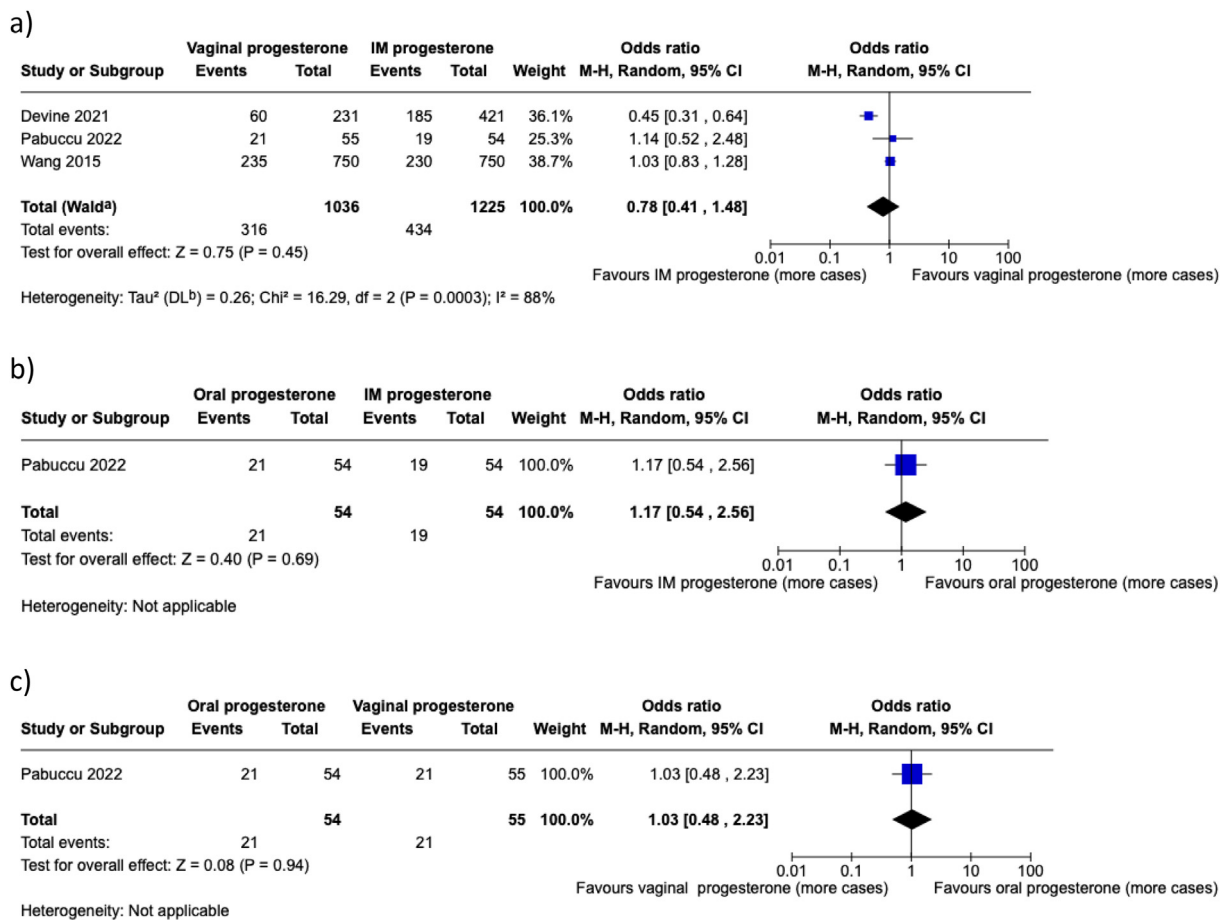 a)
Vaginal progesterone IM progesterone Odds ratio Odds ratio
Study or Subgroup Events Total Events Total Weight M-H, Random, 95% CI M-H, Random, 95% CI
Devine 2021 60 231 185 421 36.1% 0.45 [0.31 , 0.64]
Pabuccu 2022 21 55 19 54 25.3% 1.14 [0.52 , 2.48]
Wang 2015 235 750 230 750 38.7% 1.03 [0.83 , 1.28]
Total (Waldᵃ) 1036 1225 100.0% 0.78 [0.41 , 1.48]
Total events: 316 434
Test for overall effect: Z = 0.75 (P = 0.45)
0.01 0.1 1 10 100
Favours IM progesterone (more cases) Favours vaginal progesterone (more cases)
Heterogeneity: Tau² (DLᵇ) = 0.26; Chi² = 16.29, df = 2 (P = 0.0003); I² = 88%
b)
Oral progesterone IM progesterone Odds ratio Odds ratio
Study or Subgroup Events Total Events Total Weight M-H, Random, 95% CI M-H, Random, 95% CI
Pabuccu 2022 21 54 19 54 100.0% 1.17 [0.54 , 2.56]
Total 54 54 100.0% 1.17 [0.54 , 2.56]
Total events: 21 19
Test for overall effect: Z = 0.40 (P = 0.69)
0.01 0.1 1 10 100
Favours IM progesterone (more cases) Favours oral progesterone (more cases)
Heterogeneity: Not applicable
c)
Oral progesterone Vaginal progesterone Odds ratio Odds ratio
Study or Subgroup Events Total Events Total Weight M-H, Random, 95% CI M-H, Random, 95% CI
Pabuccu 2022 21 54 21 55 100.0% 1.03 [0.48 , 2.23]
Total 54 55 100.0% 1.03 [0.48 , 2.23]
Total events: 21 21
Test for overall effect: Z = 0.08 (P = 0.94)
0.01 0.1 1 10 100
Favours vaginal progesterone (more cases) Favours oral progesterone (more cases)
Heterogeneity: Not applicable